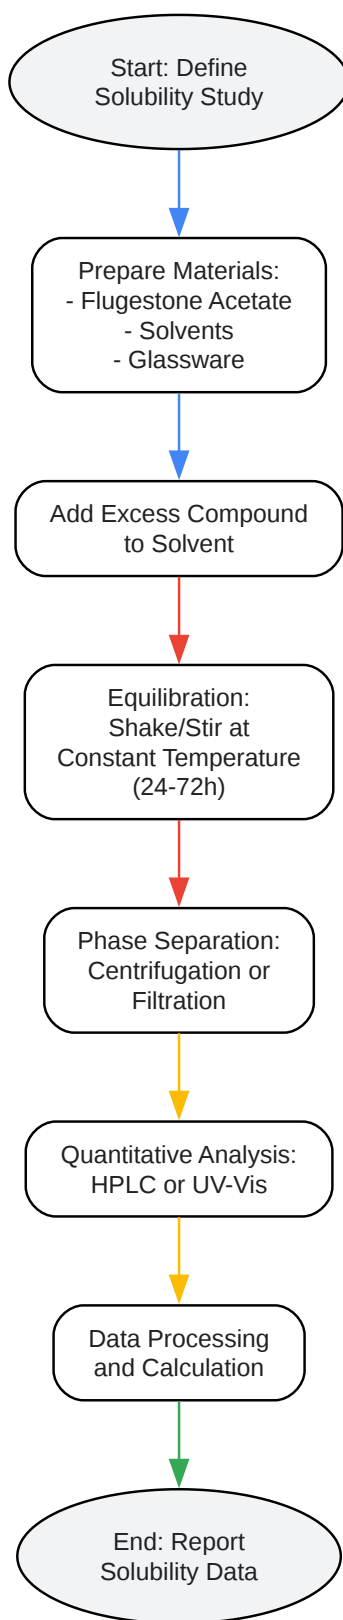 Start: Define
Solubility Study
Prepare Materials:
- Flugestone Acetate
- Solvents
- Glassware
Add Excess Compound
to Solvent
Equilibration:
Shake/Stir at
Constant Temperature
(24-72h)
Phase Separation:
Centrifugation or
Filtration
Quantitative Analysis:
HPLC or UV-Vis
Data Processing
and Calculation
End: Report
Solubility Data